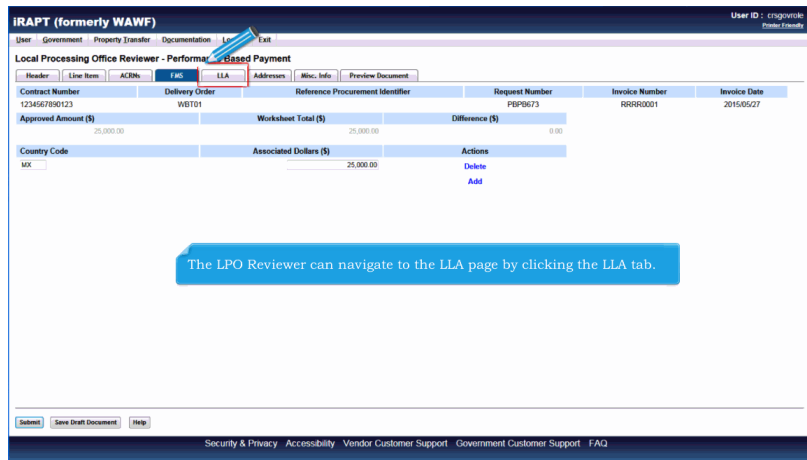 iRAPT (formerly WAWF)
User ID : crsgovrole
Printer Friendly
User Government Property Transfer Documentation Exit
Local Processing Office Reviewer - Performance Based Payment
Header Line Item ACRNs FMS LLA Addresses Misc. Info Preview Document
Contract Number Delivery Order Reference Procurement Identifier Request Number Invoice Number Invoice Date
1234567890123 WBT01 PBPB673 RRRR0001 2015/05/27
Approved Amount ($) Worksheet Total ($) Difference ($)
25,000.00 25,000.00 0.00
Country Code Associated Dollars ($) Actions
MX 25,000.00 Delete
Add
The LPO Reviewer can navigate to the LLA page by clicking the LLA tab.
Submit Save Draft Document Help
Security & Privacy Accessibility Vendor Customer Support Government Customer Support FAQ